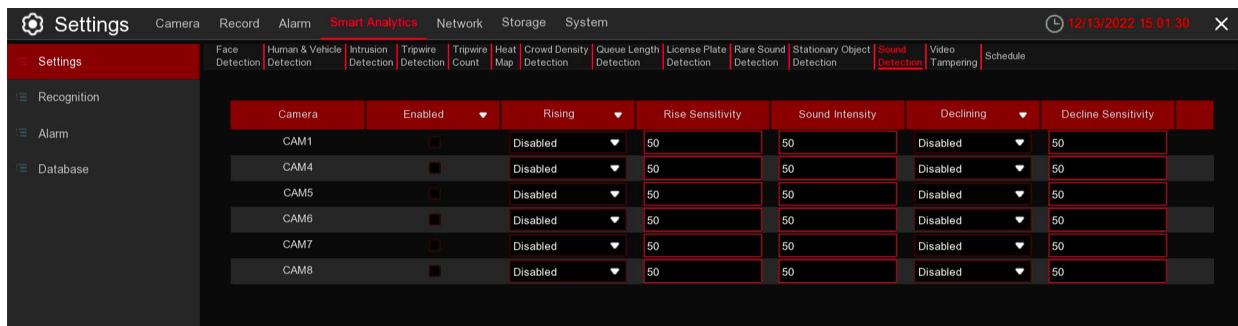 Settings Camera Record Alarm Smart Analytics Network Storage System 12/13/2022 15:01:30
Settings
Recognition
Alarm
Database
Face Human & Vehicle Intrusion Tripwire Tripwire Heat Crowd Density Queue Length License Plate Rare Sound Stationary Object Sound Video
Detection Detection Detection Detection Count Map Detection Detection Detection Detection Detection Detection Tampering Schedule
Camera Enabled Rising Rise Sensitivity Sound Intensity Declining Decline Sensitivity
CAM1 Disabled 50 50 Disabled 50
CAM4 Disabled 50 50 Disabled 50
CAM5 Disabled 50 50 Disabled 50
CAM6 Disabled 50 50 Disabled 50
CAM7 Disabled 50 50 Disabled 50
CAM8 Disabled 50 50 Disabled 50